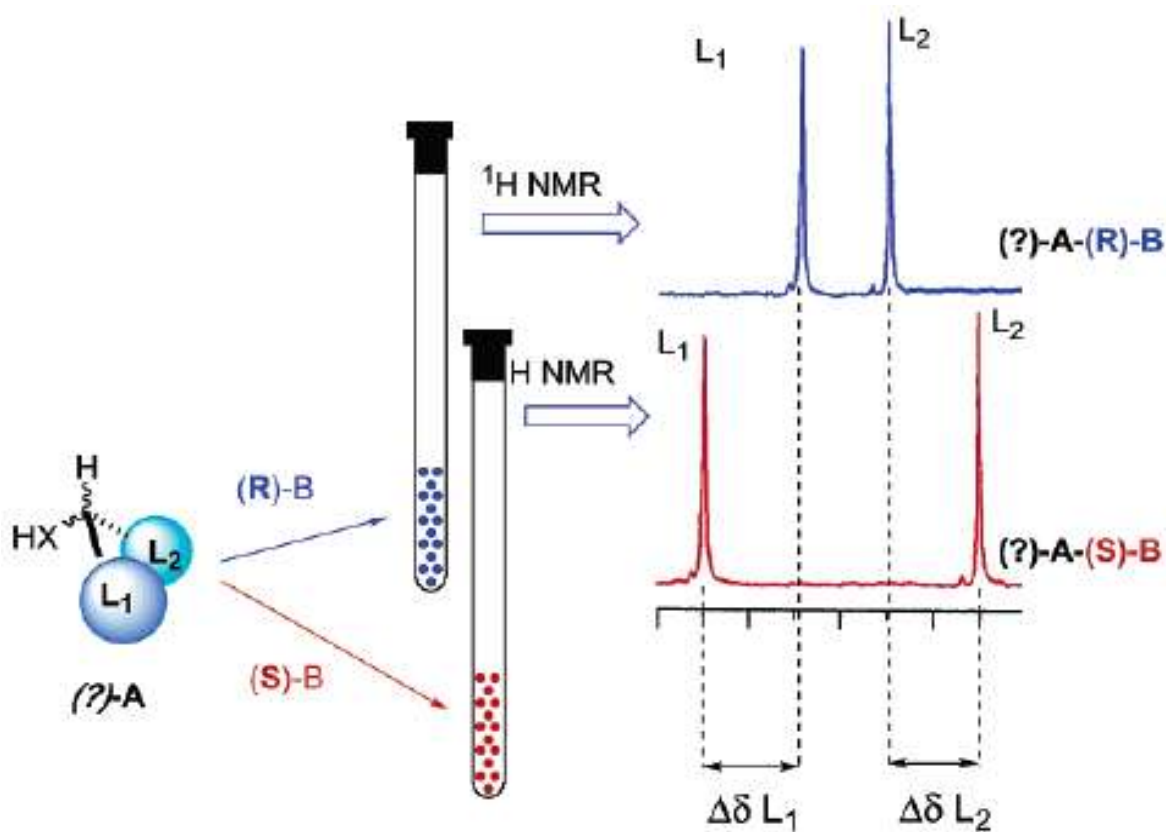 L₁
L₂
¹H NMR
(?)-A-(R)-B
L₁
L₂
H NMR
(?)-A-(S)-B
H
HX
L₂
L₁
(?)-A
(R)-B
(S)-B
Δδ L₁
Δδ L₂